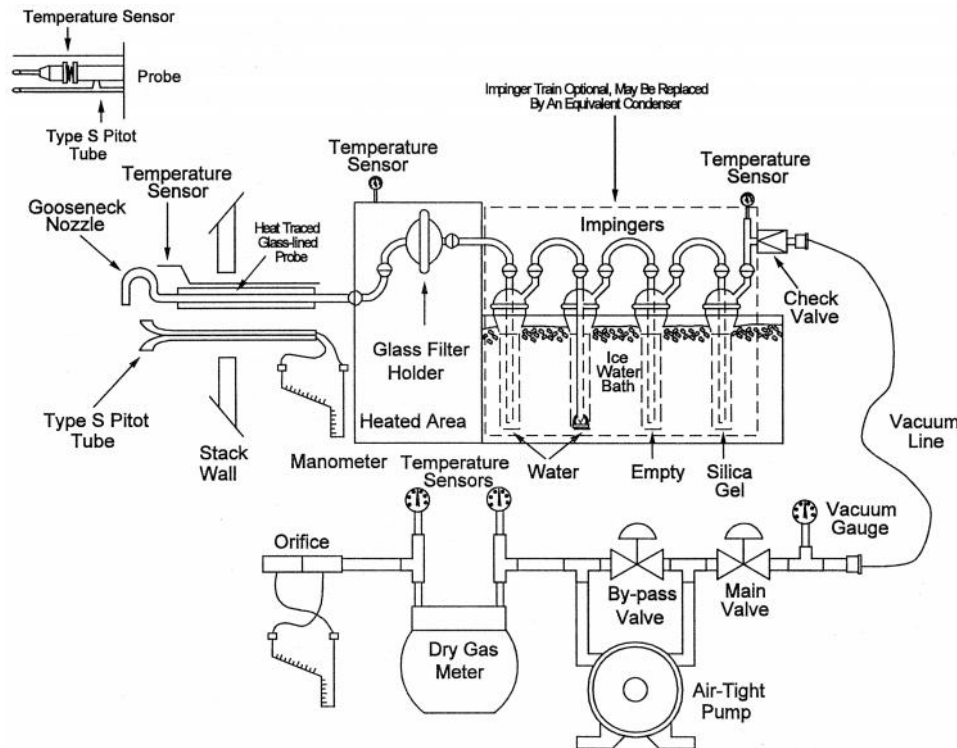 Temperature Sensor
Probe
Type S Pitot
Tube
Impinger Train Optional, May Be Replaced
By An Equivalent Condenser
Temperature
Sensor
Temperature
Sensor
Temperature
Sensor
Gooseneck
Nozzle
Heat Traced
Glass-lined
Probe
Impingers
Check
Valve
Glass Filter
Holder
Ice
Water
Bath
Heated Area
Type S Pitot
Tube
Stack
Wall
Manometer
Water
Empty
Silica
Gel
Vacuum
Line
Temperature
Sensors
Vacuum
Gauge
Orifice
By-pass
Valve
Main
Valve
Dry Gas
Meter
Air-Tight
Pump